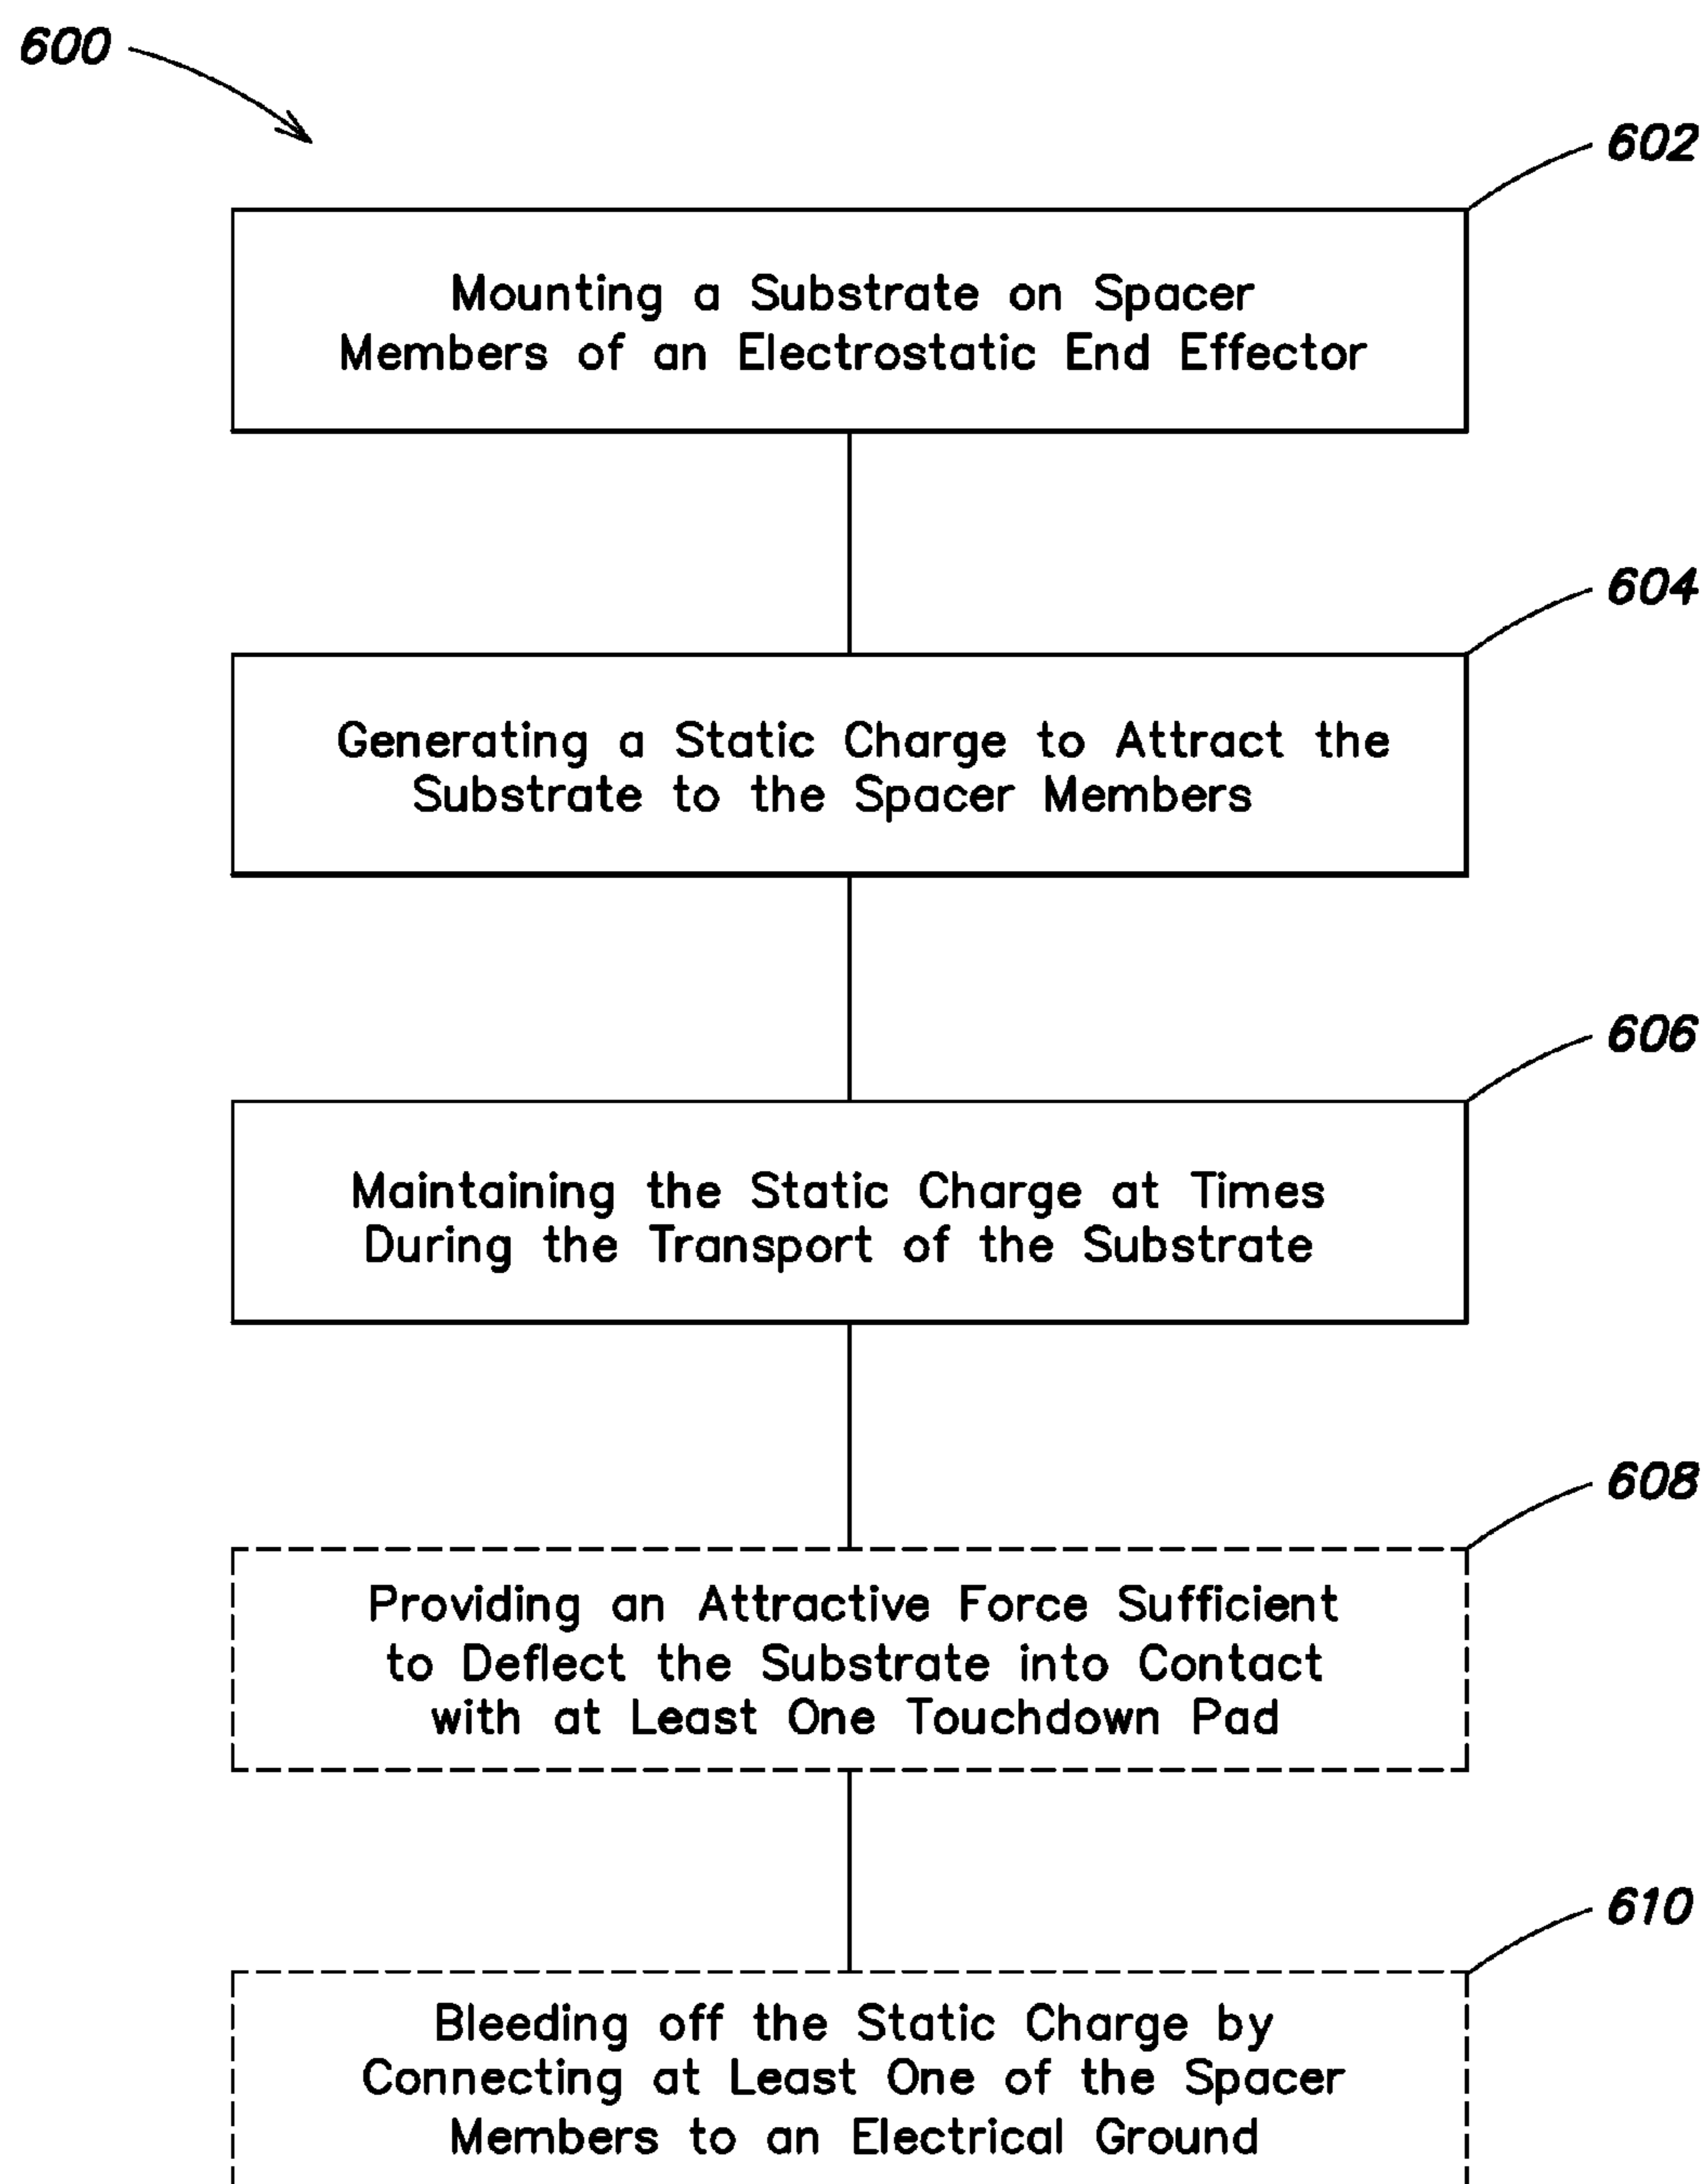 600
602
Mounting a Substrate on Spacer
Members of an Electrostatic End Effector
604
Generating a Static Charge to Attract the
Substrate to the Spacer Members
606
Maintaining the Static Charge at Times
During the Transport of the Substrate
608
Providing an Attractive Force Sufficient
to Deflect the Substrate into Contact
with at Least One Touchdown Pad
610
Bleeding off the Static Charge by
Connecting at Least One of the Spacer
Members to an Electrical Ground